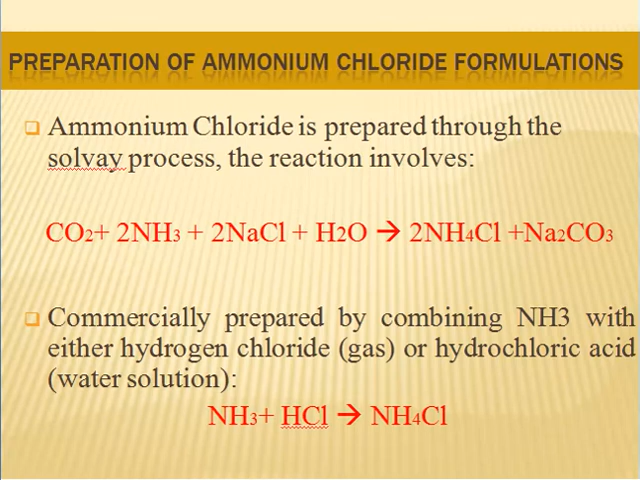 PREPARATION OF AMMONIUM CHLORIDE FORMULATIONS
Ammonium Chloride is prepared through the
solvay process, the reaction involves:
CO2+ 2NH3 + 2NaCl + H2O → 2NH4Cl +Na2CO3
Commercially prepared by combining NH3 with
either hydrogen chloride (gas) or hydrochloric acid
(water solution):
NH3+ HCl → NH4Cl